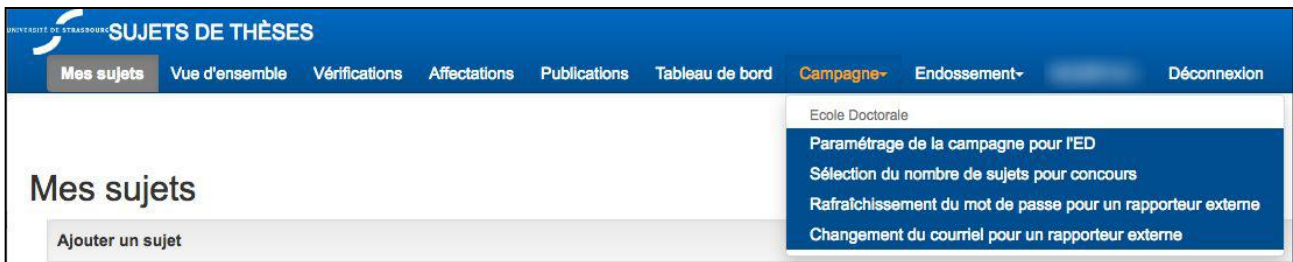 UNIVERSITÉ DE STRASBOURG SUJETS DE THÈSES
Mes sujets Vue d'ensemble Vérifications Affectations Publications Tableau de bord Campagne Endossement Déconnexion
Ecole Doctorale
Paramétrage de la campagne pour l'ED
Sélection du nombre de sujets pour concours
Rafraîchissement du mot de passe pour un rapporteur externe
Changement du courriel pour un rapporteur externe
Mes sujets
Ajouter un sujet